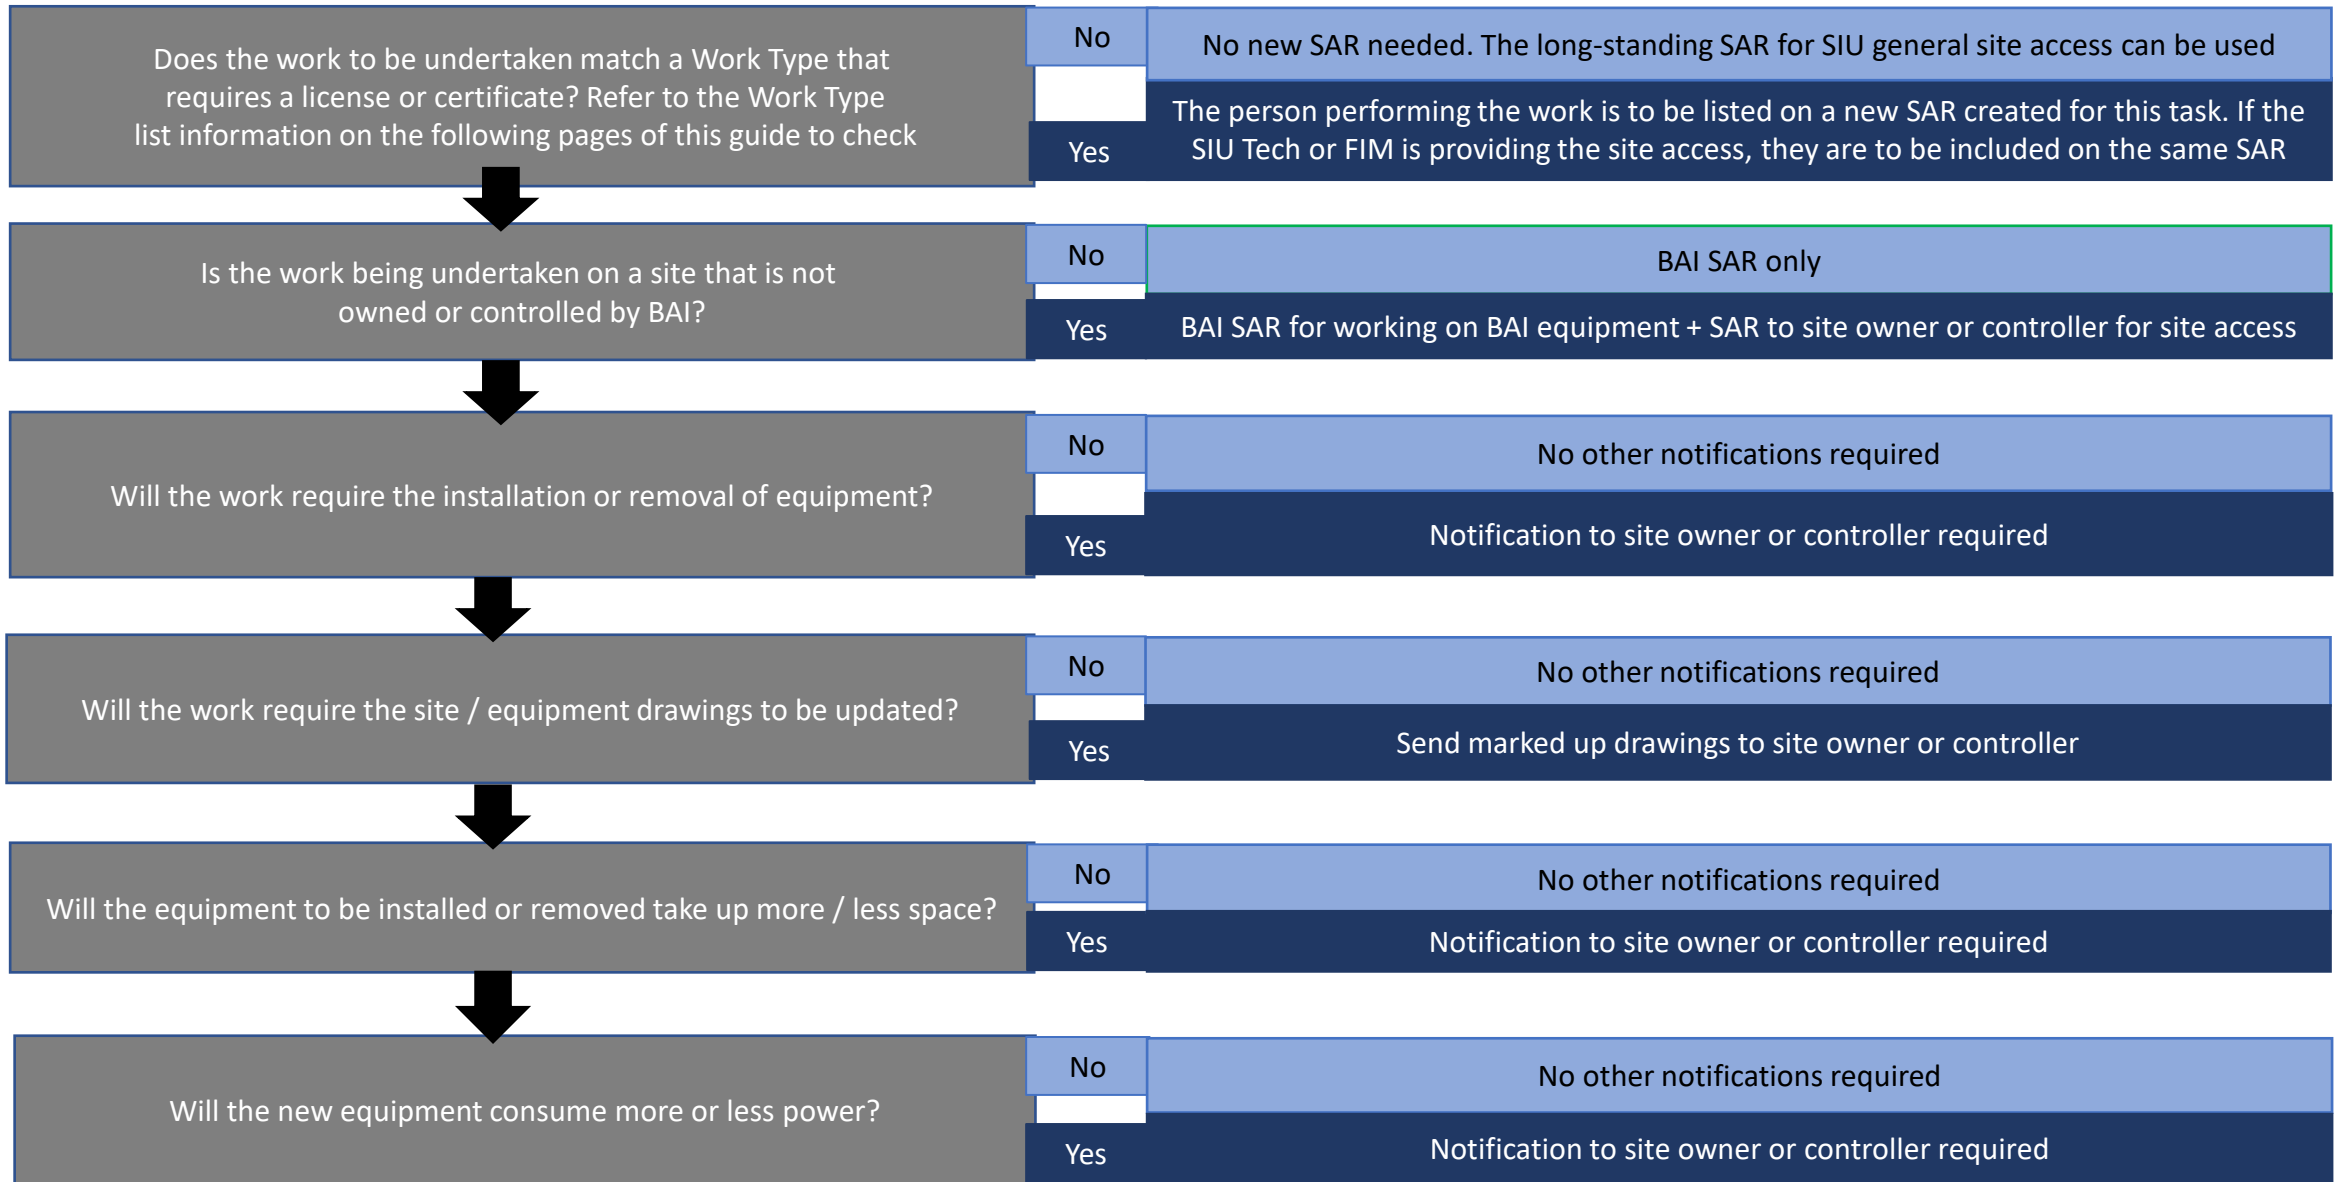 Does the work to be undertaken match a Work Type that
requires a license or certificate? Refer to the Work Type
list information on the following pages of this guide to check
No
No new SAR needed. The long-standing SAR for SIU general site access can be used
Yes
The person performing the work is to be listed on a new SAR created for this task. If the
SIU Tech or FIM is providing the site access, they are to be included on the same SAR
Is the work being undertaken on a site that is not
owned or controlled by BAI?
No
BAI SAR only
Yes
BAI SAR for working on BAI equipment + SAR to site owner or controller for site access
Will the work require the installation or removal of equipment?
No
No other notifications required
Yes
Notification to site owner or controller required
Will the work require the site / equipment drawings to be updated?
No
No other notifications required
Yes
Send marked up drawings to site owner or controller
Will the equipment to be installed or removed take up more / less space?
No
No other notifications required
Yes
Notification to site owner or controller required
Will the new equipment consume more or less power?
No
No other notifications required
Yes
Notification to site owner or controller required